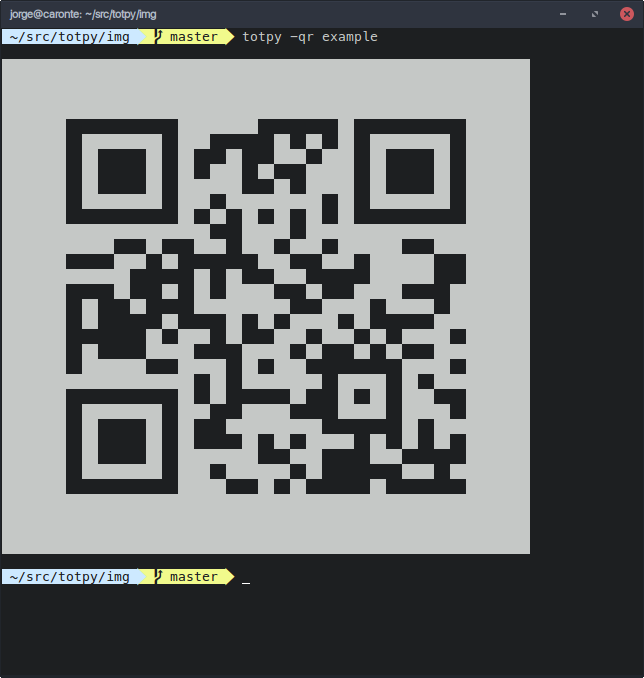 jorge@caronte: ~/src/totpy/img
~/src/totpy/img master totpy -qr example
~/src/totpy/img master _